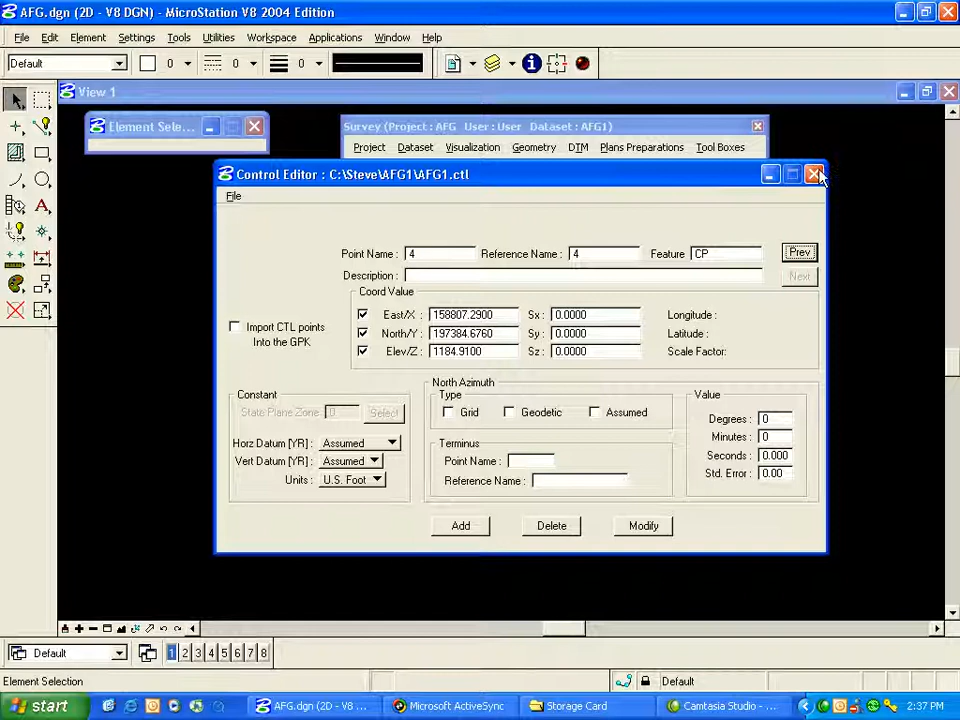 AFG.dgn (2D - V8 DGN) - MicroStation V8 2004 Edition
File Edit Element Settings Tools Utilities Workspace Applications Window Help
Default 0 0 0
View 1
Element Sele...
Survey (Project : AFG User : User Dataset : AFG1)
Project Dataset Visualization Geometry DTM Plans Preparations Tool Boxes
Control Editor : C:\Steve\AFG1\AFG1.ctl
File
Point Name : 4 Reference Name : 4 Feature CP Prev
Description : Next
Coord Value
East/X : 158807.2900 Sx : 0.0000 Longitude :
Import CTL points North/Y : 197384.6760 Sy : 0.0000 Latitude :
Into the GPK Elev/Z : 1184.9100 Sz : 0.0000 Scale Factor:
North Azimuth
Constant Type Value
State Plane Zone : 0 Select Grid Geodetic Assumed Degrees : 0
Minutes : 0
Horz Datum [YR] : Assumed Terminus
Vert Datum [YR] : Assumed Point Name : Seconds : 0.000
Units : U.S. Foot Reference Name : Std. Error : 0.00
Add Delete Modify
Default 1 2 3 4 5 6 7 8
Element Selection Default
start AFG.dgn (2D - V8 ... Microsoft ActiveSync Storage Card Camtasia Studio - ... 2:37 PM